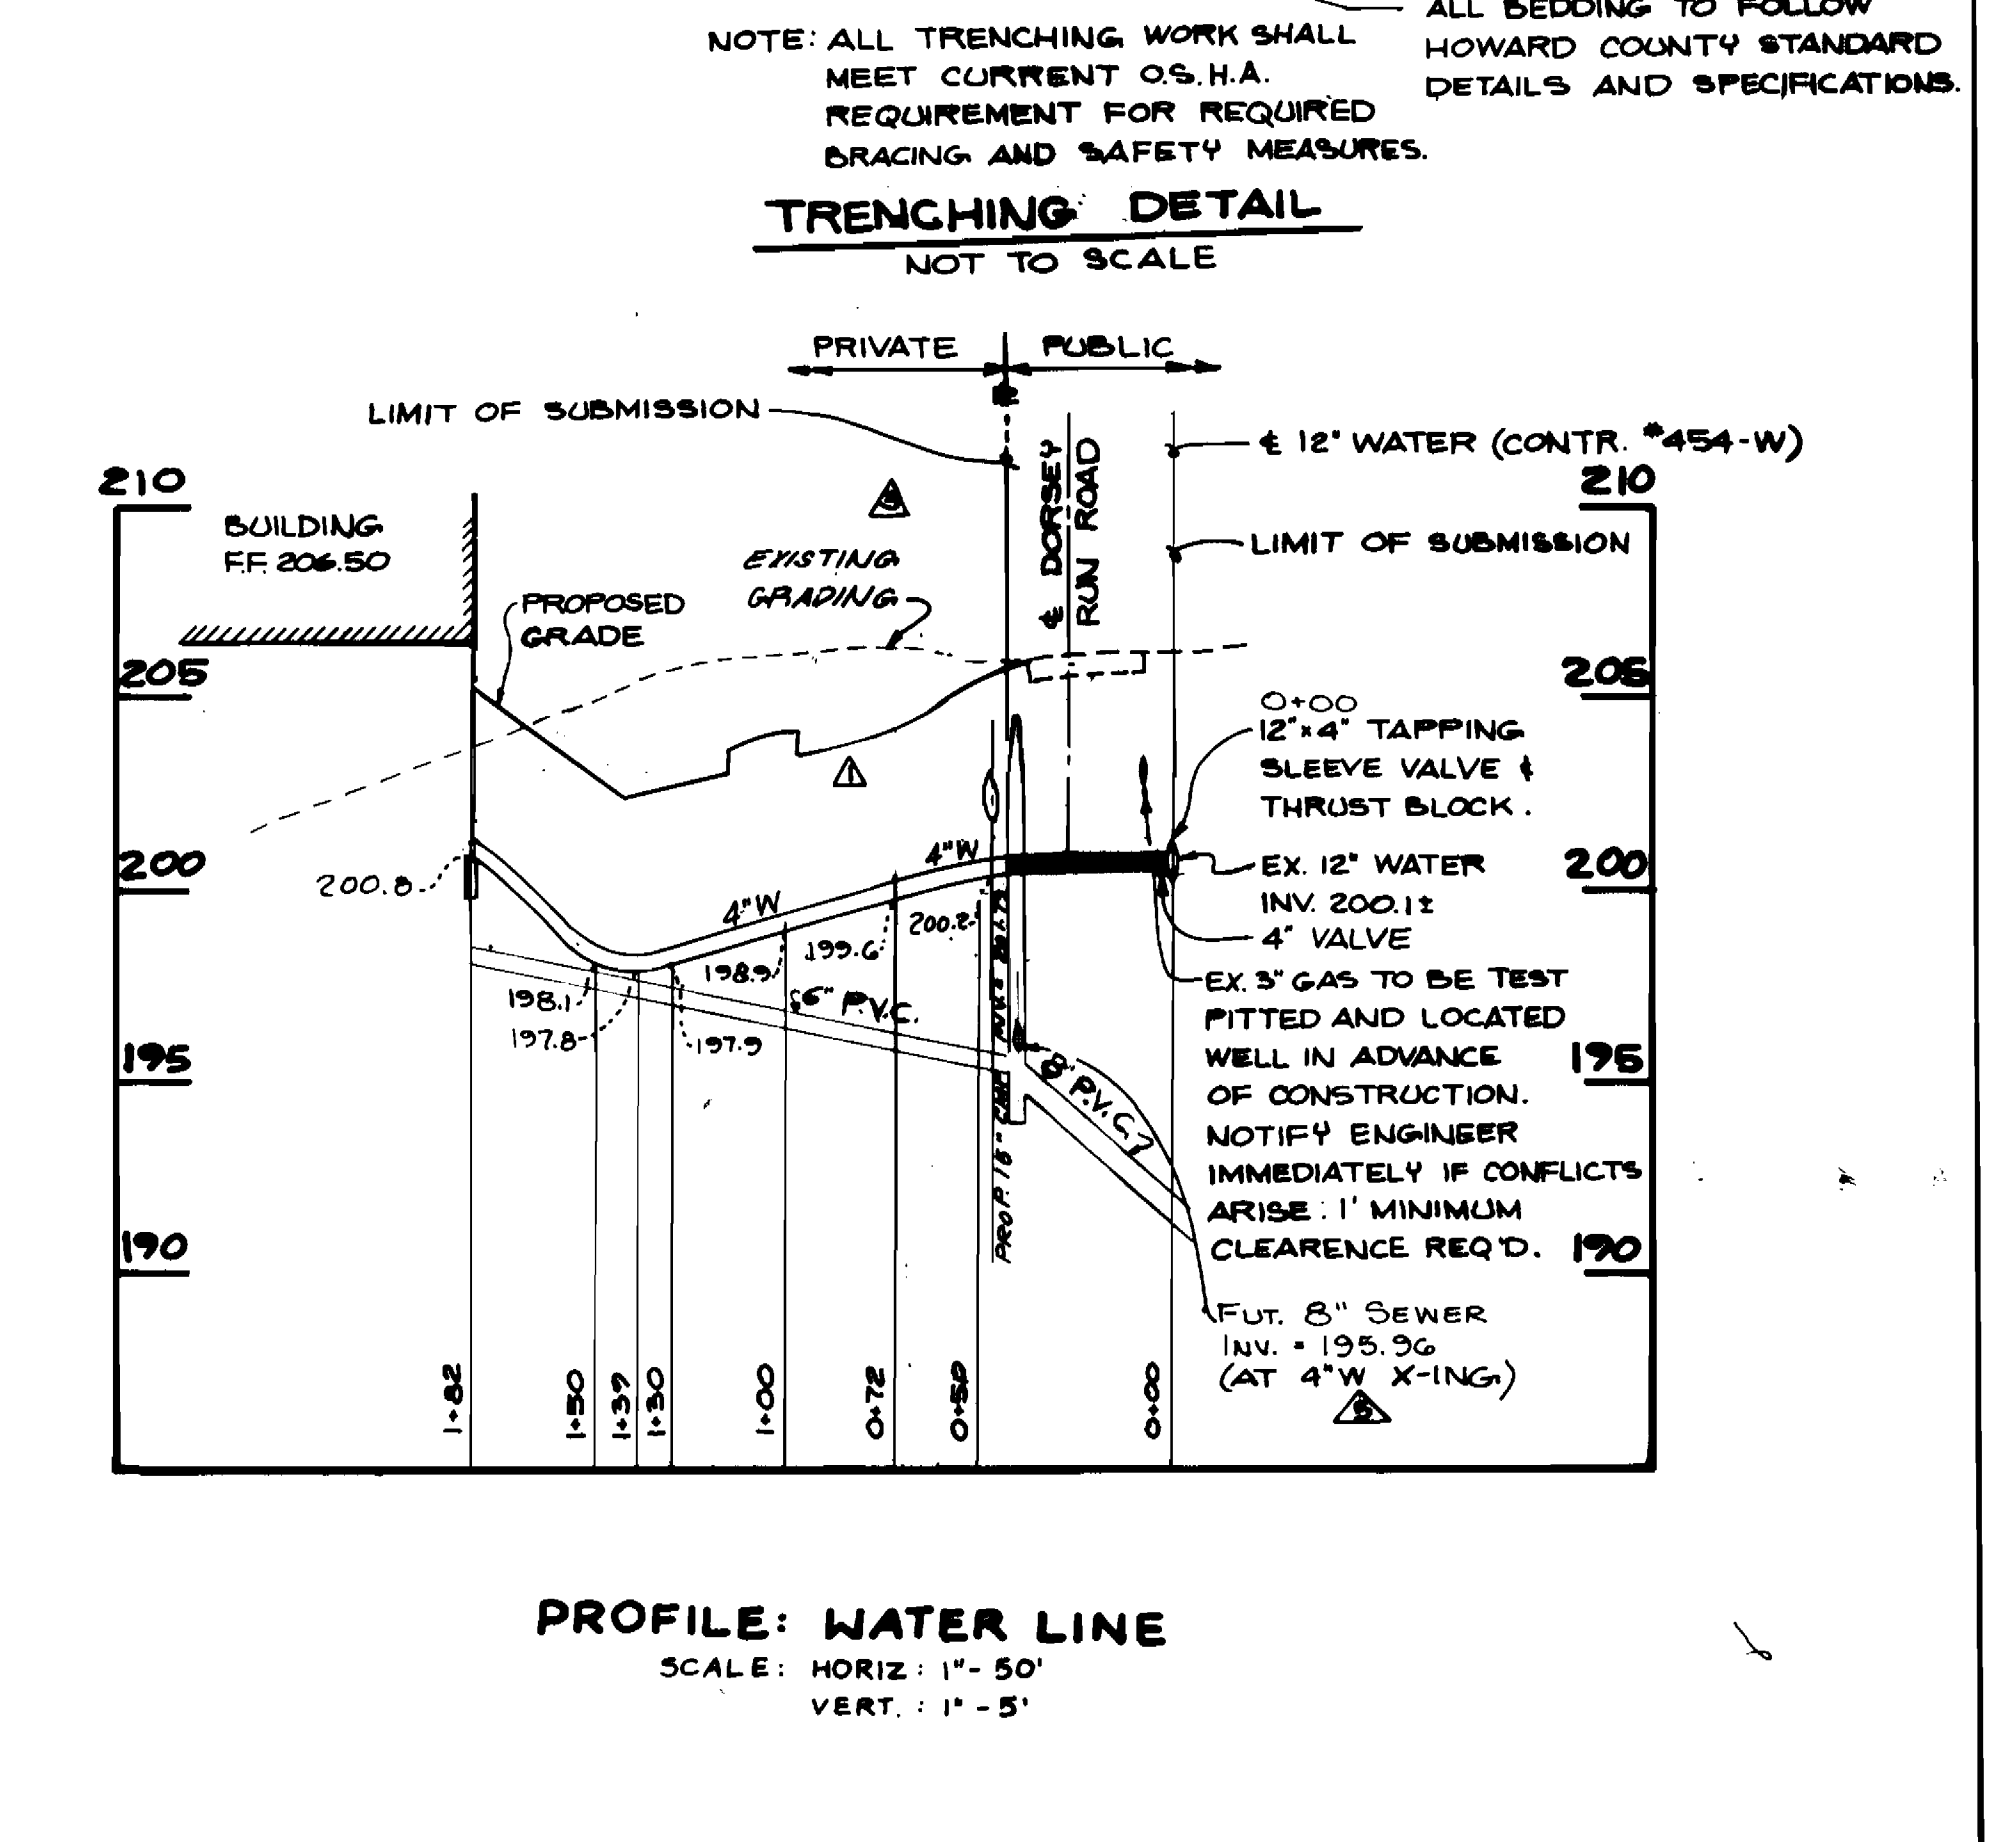 ALL BEDDING TO FOLLOW
HOWARD COUNTY STANDARD
DETAILS AND SPECIFICATIONS.
NOTE: ALL TRENCHING WORK SHALL
MEET CURRENT O.S.H.A.
REQUIREMENT FOR REQUIRED
BRACING AND SAFETY MEASURES.
TRENCHING DETAIL
NOT TO SCALE
PRIVATE
PUBLIC
LIMIT OF SUBMISSION
℄ DORSEY
RUN ROAD
℄ 12" WATER (CONTR. #454-W)
LIMIT OF SUBMISSION
210
210
BUILDING
F.F. 206.50
EXISTING
GRADING
PROPOSED
GRADE
205
205
1
0+00
12"x4" TAPPING
SLEEVE VALVE &
THRUST BLOCK.
200
200
200.8
4"W
4"W
EX. 12" WATER
INV. 200.1±
4" VALVE
198.1
197.8
197.9
198.9
199.6
200.2
6" P.V.C.
8" P.V.C.
PROP. 15" CMP
EX. 3" GAS TO BE TEST
PITTED AND LOCATED
WELL IN ADVANCE
OF CONSTRUCTION.
NOTIFY ENGINEER
IMMEDIATELY IF CONFLICTS
ARISE: 1' MINIMUM
CLEARENCE REQ'D.
195
195
190
190
FUT. 8" SEWER
INV. = 195.96
(AT 4"W X-ING)
1+82
1+50
1+39
1+30
1+00
0+72
0+50
0+00
PROFILE: WATER LINE
SCALE: HORIZ: 1"- 50'
VERT. : 1" - 5'